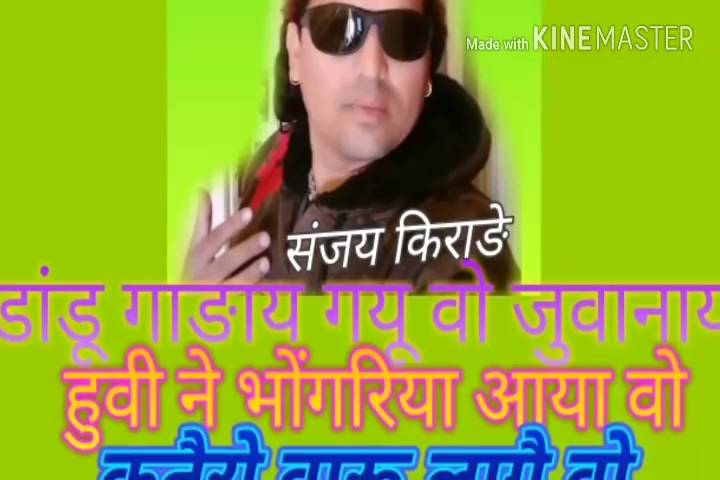 Made with KINEMASTER
संजय किराङे
डांडू गाङाय गयू वो जुवानाय
हुवी ने भोंगरिया आया वो
लागै वो